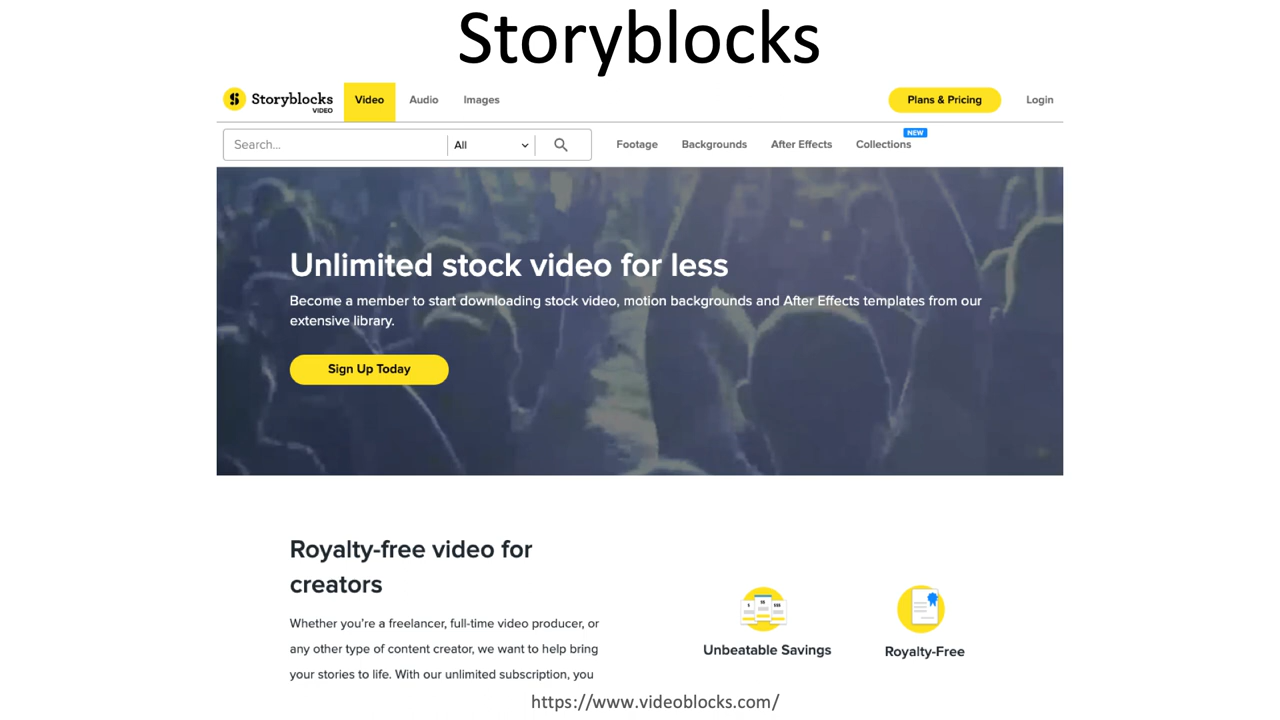 Storyblocks
Storyblocks
VIDEO
Video
Audio
Images
Plans & Pricing
Login
Search...
All
Footage
Backgrounds
After Effects
Collections
NEW
Unlimited stock video for less
Become a member to start downloading stock video, motion backgrounds and After Effects templates from our
extensive library.
Sign Up Today
Royalty-free video for
creators
Whether you're a freelancer, full-time video producer, or
any other type of content creator, we want to help bring
your stories to life. With our unlimited subscription, you
Unbeatable Savings
Royalty-Free
https://www.videoblocks.com/